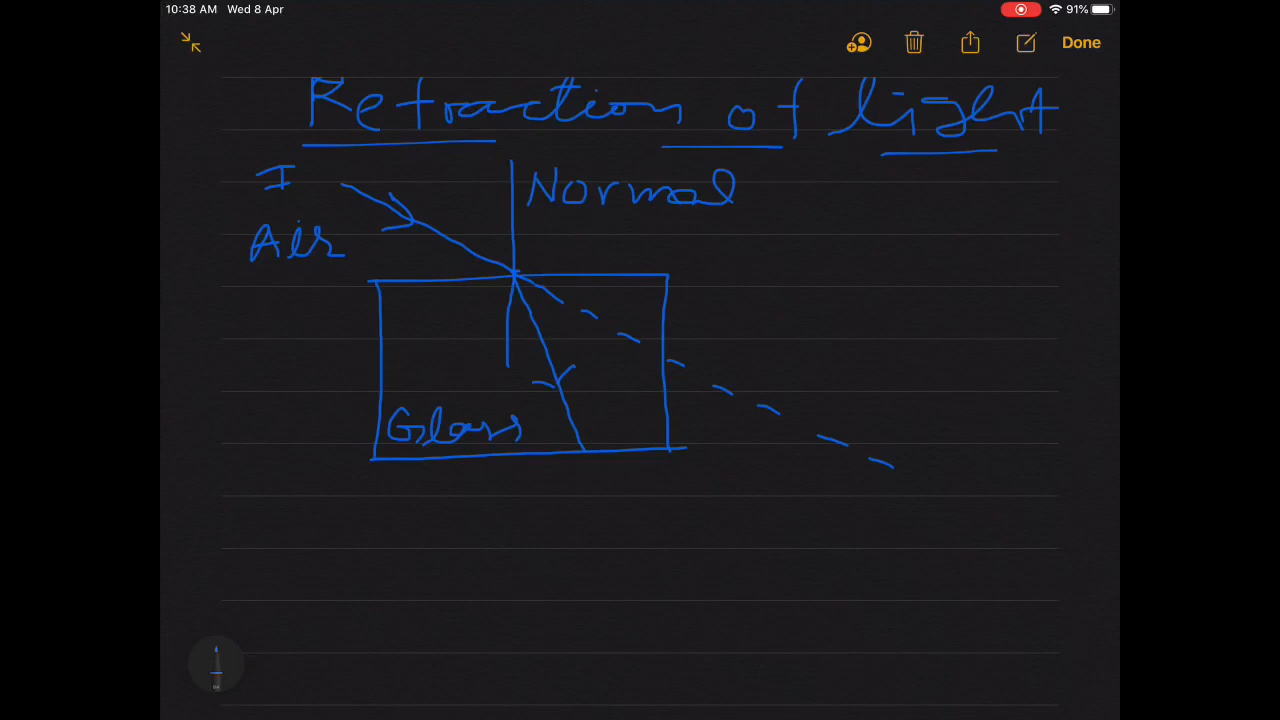 10:38 AM Wed 8 Apr 91%
Done
Refraction of light
I
Normal
Air
Glass